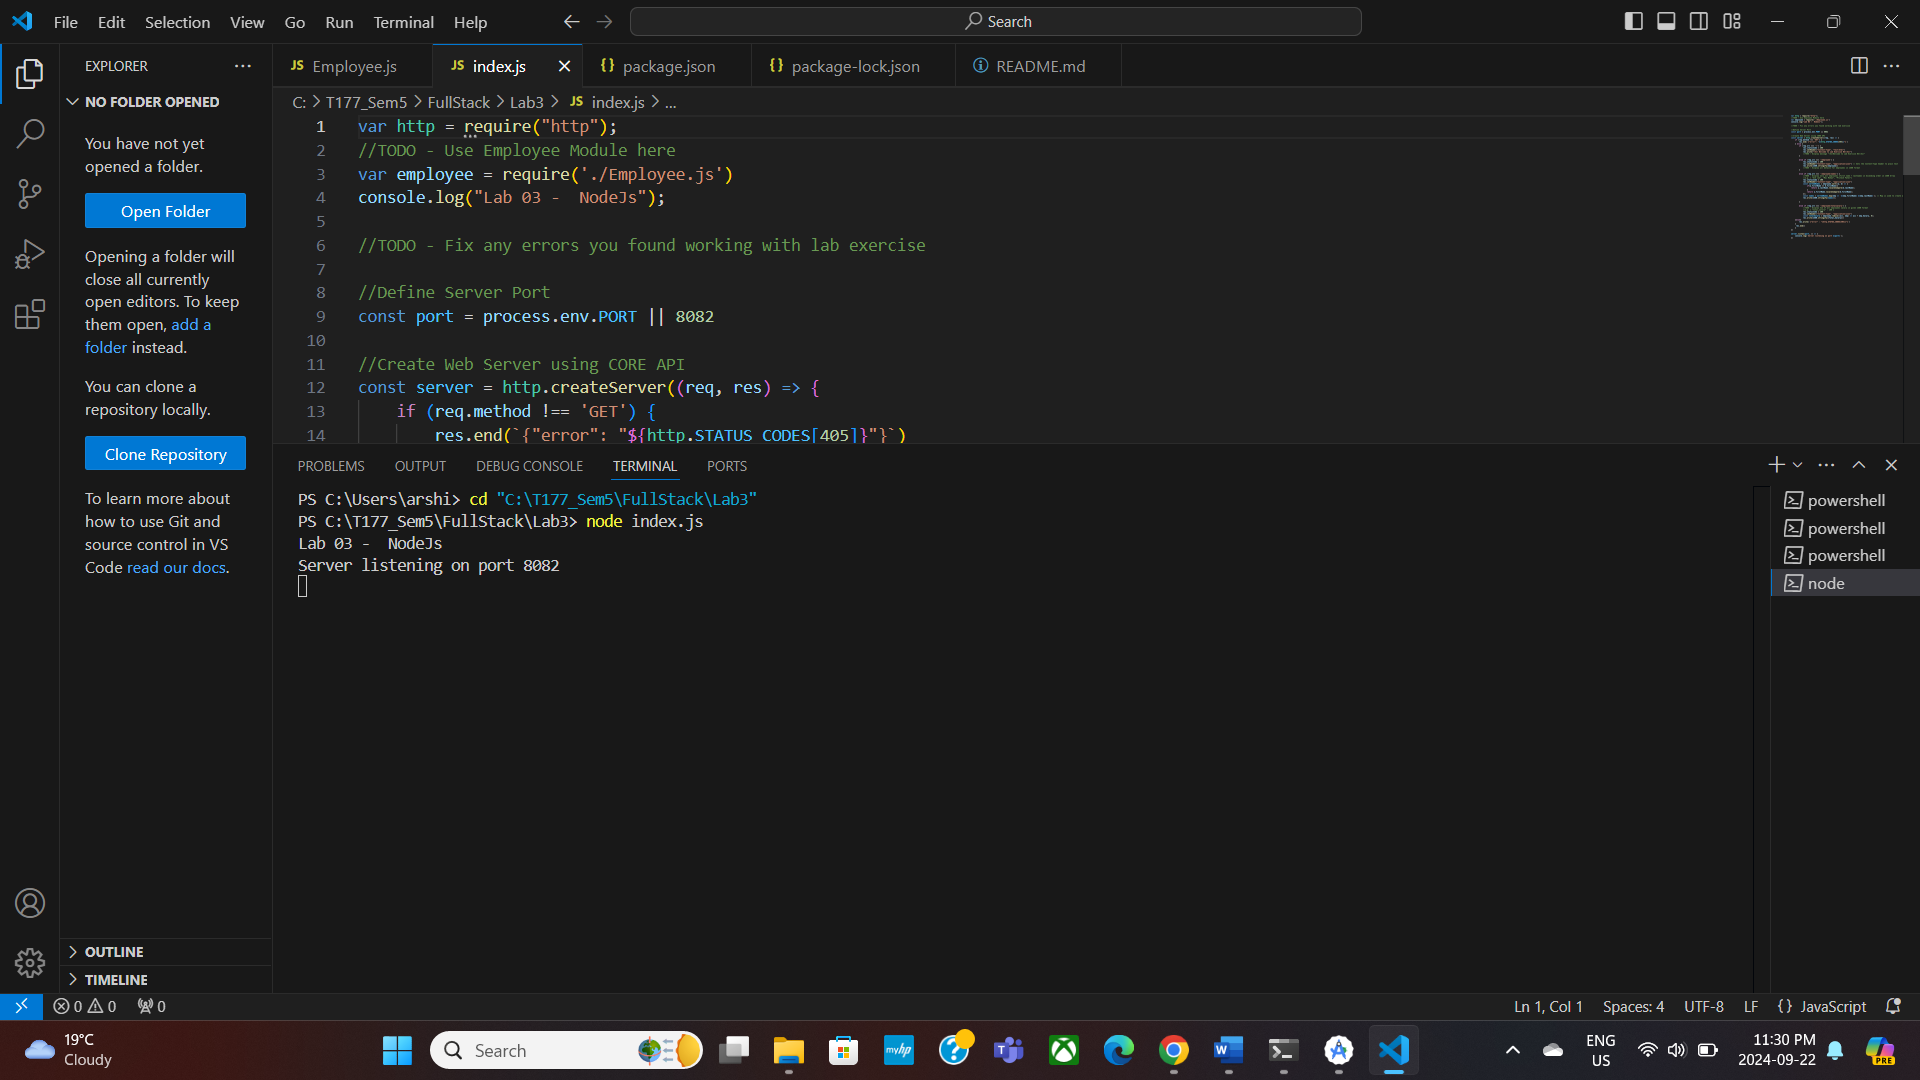 File Edit Selection View Go Run Terminal Help
Search
EXPLORER
NO FOLDER OPENED
You have not yet
opened a folder.
Open Folder
Opening a folder will
close all currently
open editors. To keep
them open, add a
folder instead.
You can clone a
repository locally.
Clone Repository
To learn more about
how to use Git and
source control in VS
Code read our docs.
OUTLINE
TIMELINE
JS Employee.js
JS index.js
{} package.json
{} package-lock.json
README.md
C: > T177_Sem5 > FullStack > Lab3 > JS index.js > ...
1 var http = require("http");
2 //TODO - Use Employee Module here
3 var employee = require('./Employee.js')
4 console.log("Lab 03 -  NodeJs");
5
6 //TODO - Fix any errors you found working with lab exercise
7
8 //Define Server Port
9 const port = process.env.PORT || 8082
10
11 //Create Web Server using CORE API
12 const server = http.createServer((req, res) => {
13 if (req.method !== 'GET') {
14 res.end(`{"error": "${http.STATUS_CODES[405]}"}`)
PROBLEMS OUTPUT DEBUG CONSOLE TERMINAL PORTS
PS C:\Users\arshi> cd "C:\T177_Sem5\FullStack\Lab3"
PS C:\T177_Sem5\FullStack\Lab3> node index.js
Lab 03 -  NodeJs
Server listening on port 8082
powershell
powershell
powershell
node
0 0 0
Ln 1, Col 1 Spaces: 4 UTF-8 LF {} JavaScript
19°C
Cloudy
Search
myhp
ENG
US
11:30 PM
2024-09-22
PRE